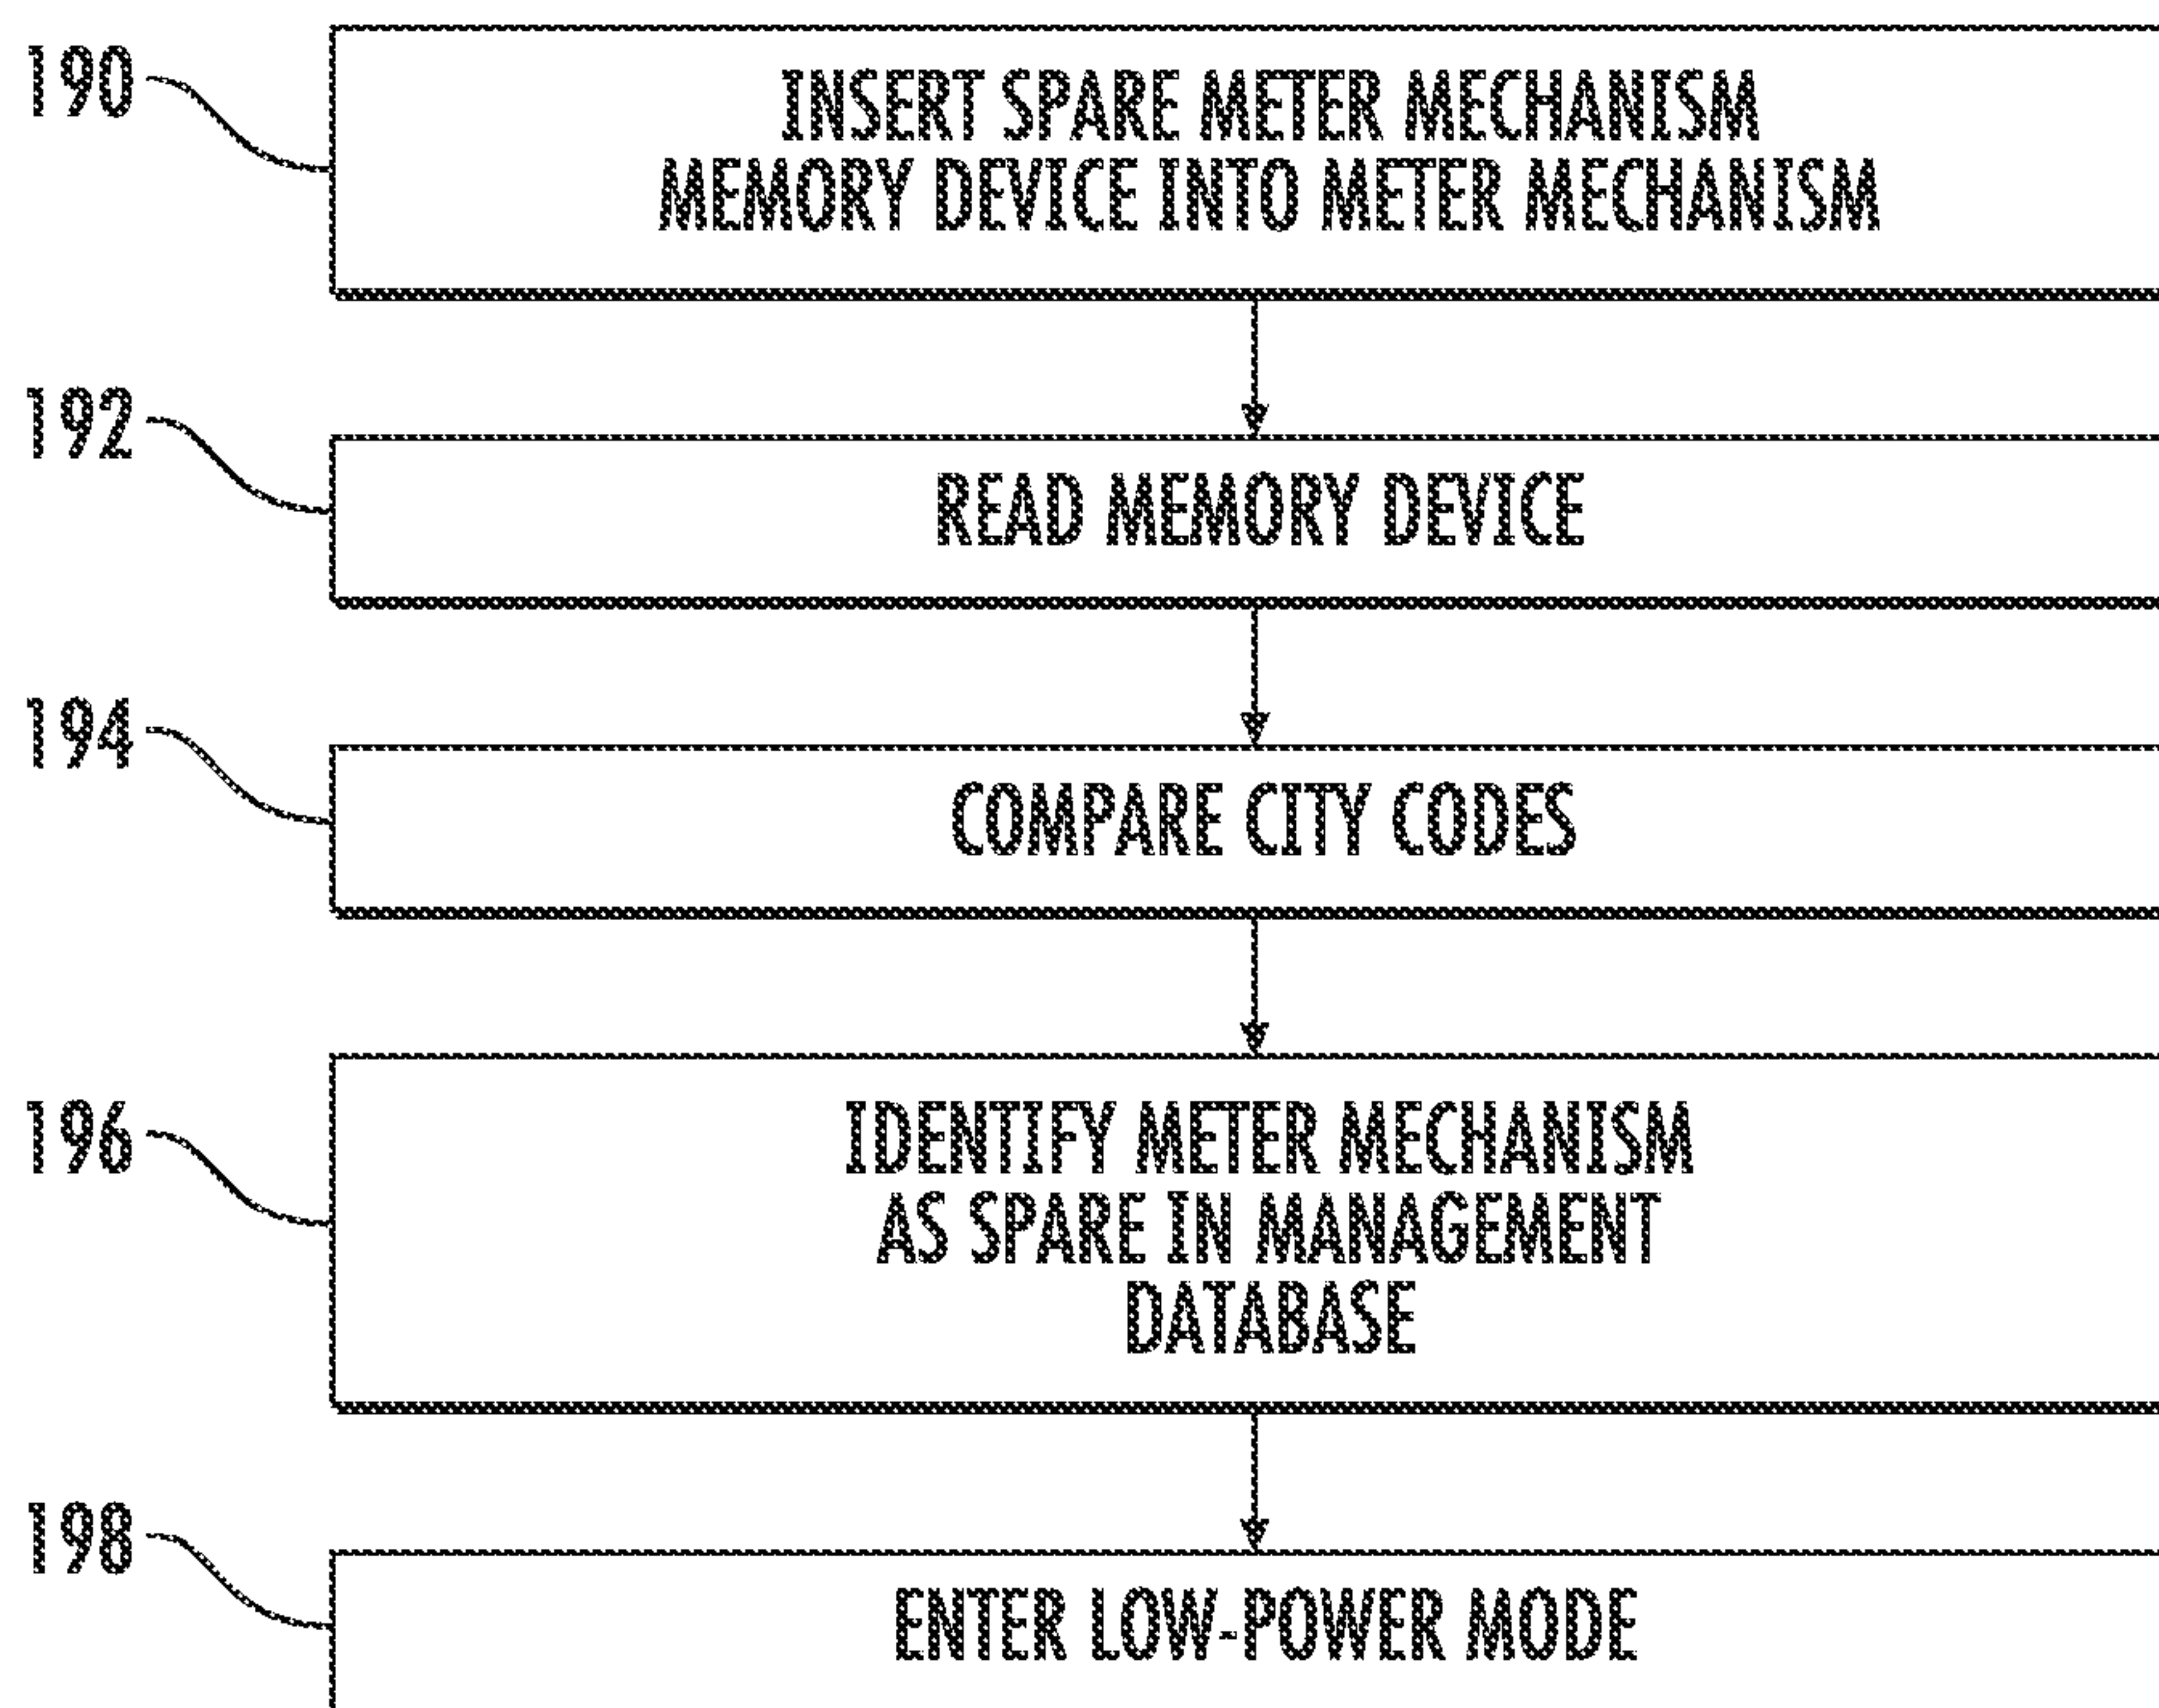 190
INSERT SPARE METER MECHANISM
MEMORY DEVICE INTO METER MECHANISM
192
READ MEMORY DEVICE
194
COMPARE CITY CODES
196
IDENTIFY METER MECHANISM
AS SPARE IN MANAGEMENT
DATABASE
198
ENTER LOW-POWER MODE